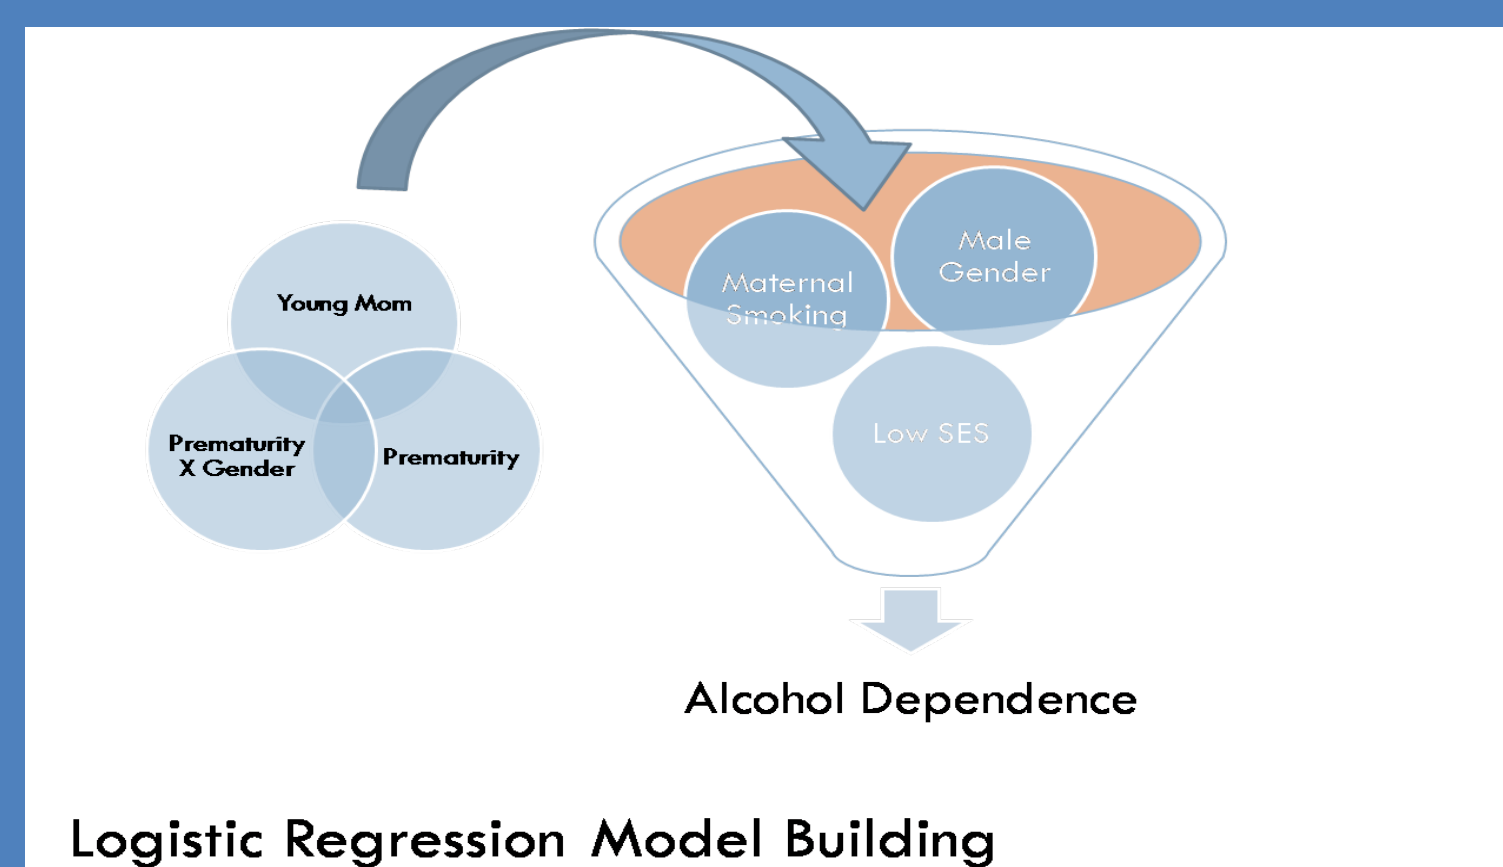 Young Mom
Prematurity
X Gender
Prematurity
Maternal
Smoking
Male
Gender
Low SES
Alcohol Dependence
Logistic Regression Model Building